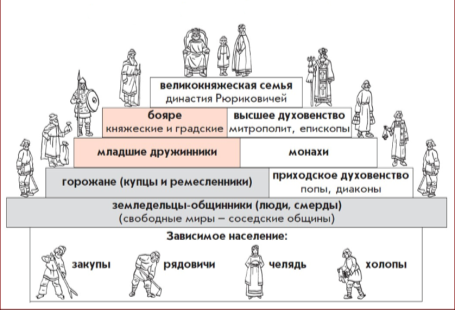 великокняжеская семья
династия Рюриковичей
бояре
княжеские и градские
высшее духовенство
митрополит, епископы
младшие дружинники
монахи
горожане (купцы и ремесленники)
приходское духовенство
попы, диаконы
земледельцы-общинники (люди, смерды)
(свободные миры – соседские общины)
Зависимое население:
закупы
рядовичи
челядь
холопы